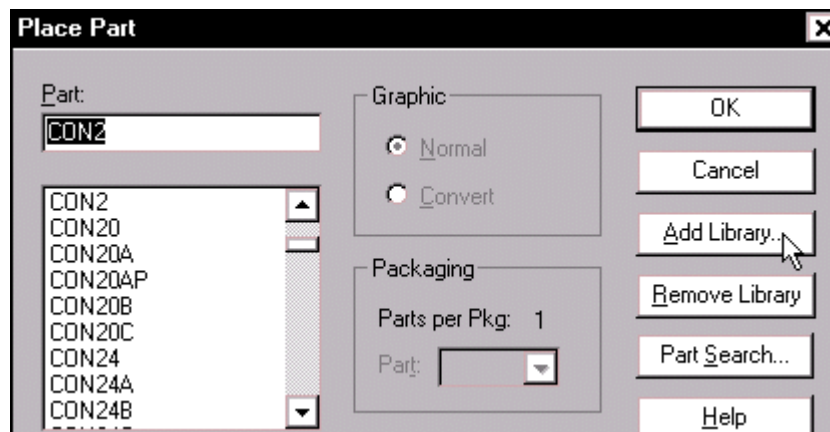 Place Part
Part:
CON2
CON2
CON20
CON20A
CON20AP
CON20B
CON20C
CON24
CON24A
CON24B
Graphic
Normal
Convert
Packaging
Parts per Pkg: 1
Part:
OK
Cancel
Add Library...
Remove Library
Part Search...
Help